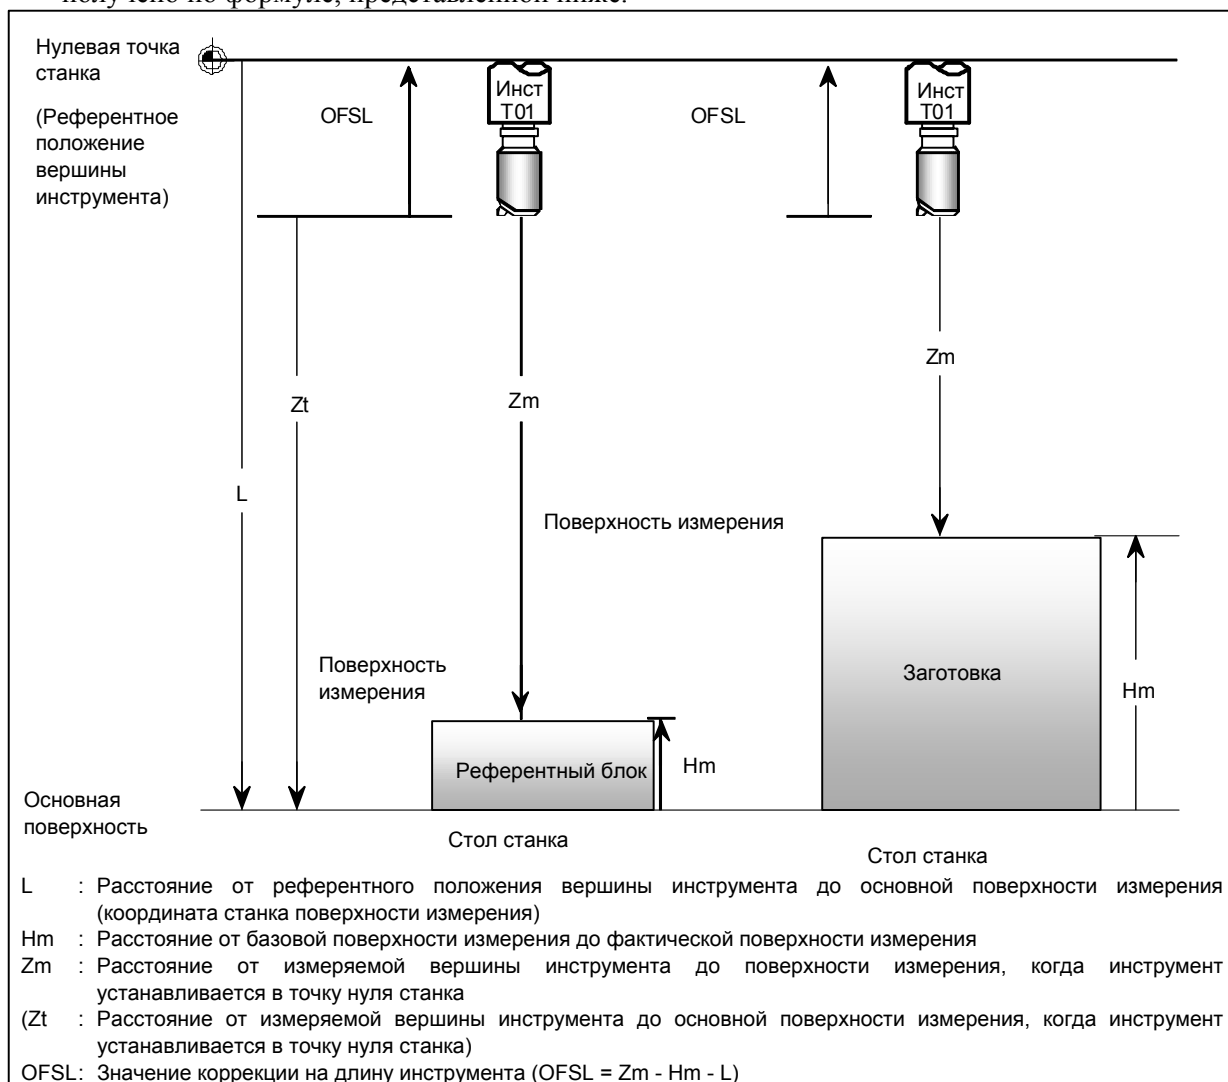 получено по формуле, представленной ниже.
Нулевая точка
станка
(Референтное
положение
вершины
инструмента)
OFSL
Инст
T01
OFSL
Инст
T01
Zt
Zm
Zm
L
Поверхность измерения
Поверхность
измерения
Заготовка
Hm
Референтный блок
Hm
Основная
поверхность
Стол станка
Стол станка
L : Расстояние от референтного положения вершины инструмента до основной поверхности измерения
(координата станка поверхности измерения)
Hm : Расстояние от базовой поверхности измерения до фактической поверхности измерения
Zm : Расстояние от измеряемой вершины инструмента до поверхности измерения, когда инструмент
устанавливается в точку нуля станка
(Zt : Расстояние от измеряемой вершины инструмента до основной поверхности измерения, когда инструмент
устанавливается в точку нуля станка)
OFSL: Значение коррекции на длину инструмента (OFSL = Zm - Hm - L)